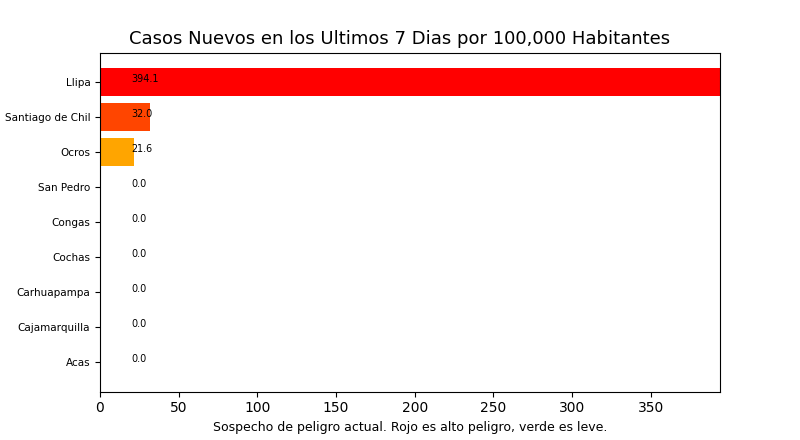 Casos Nuevos en los Ultimos 7 Dias por 100,000 Habitantes
Llipa 394.1
Santiago de Chil 32.0
Ocros 21.6
San Pedro 0.0
Congas 0.0
Cochas 0.0
Carhuapampa 0.0
Cajamarquilla 0.0
Acas 0.0
0 50 100 150 200 250 300 350
Sospecho de peligro actual. Rojo es alto peligro, verde es leve.